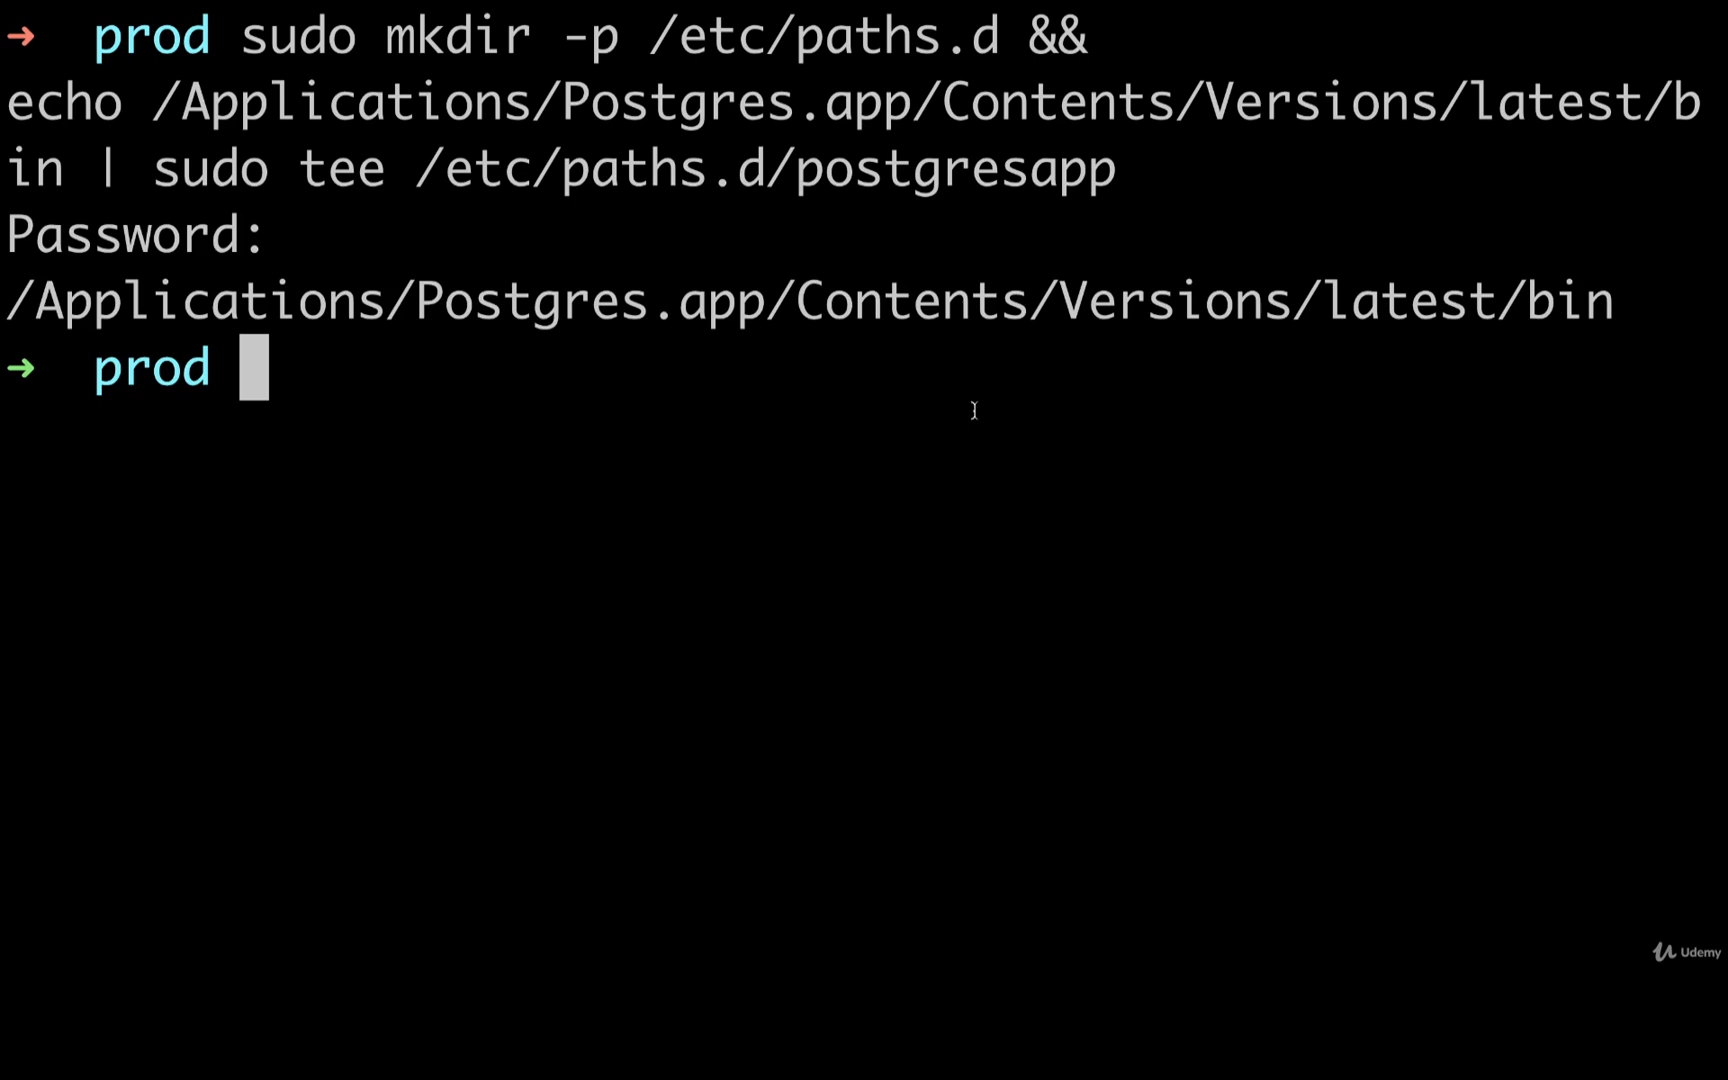 ➜ prod sudo mkdir -p /etc/paths.d &&
echo /Applications/Postgres.app/Contents/Versions/latest/b
in | sudo tee /etc/paths.d/postgresapp
Password:
/Applications/Postgres.app/Contents/Versions/latest/bin
➜ prod
Udemy